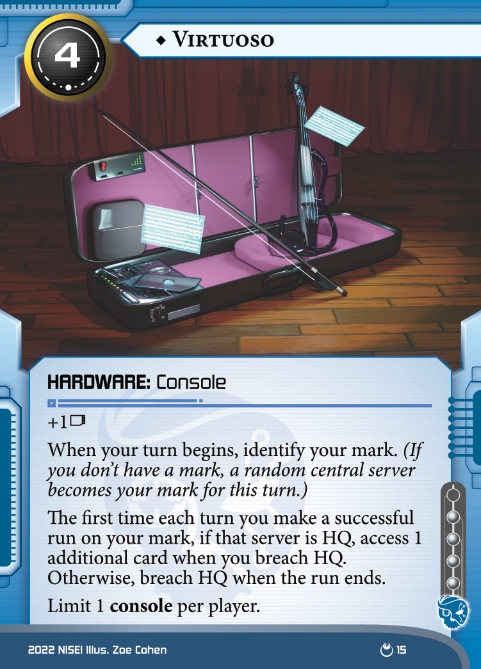 4
◆ Virtuoso
HARDWARE: Console
+1
When your turn begins, identify your mark. (If
you don't have a mark, a random central server
becomes your mark for this turn.)
The first time each turn you make a successful
run on your mark, if that server is HQ, access 1
additional card when you breach HQ.
Otherwise, breach HQ when the run ends.
Limit 1 console per player.
2022 NISEI Illus. Zoe Cohen
15